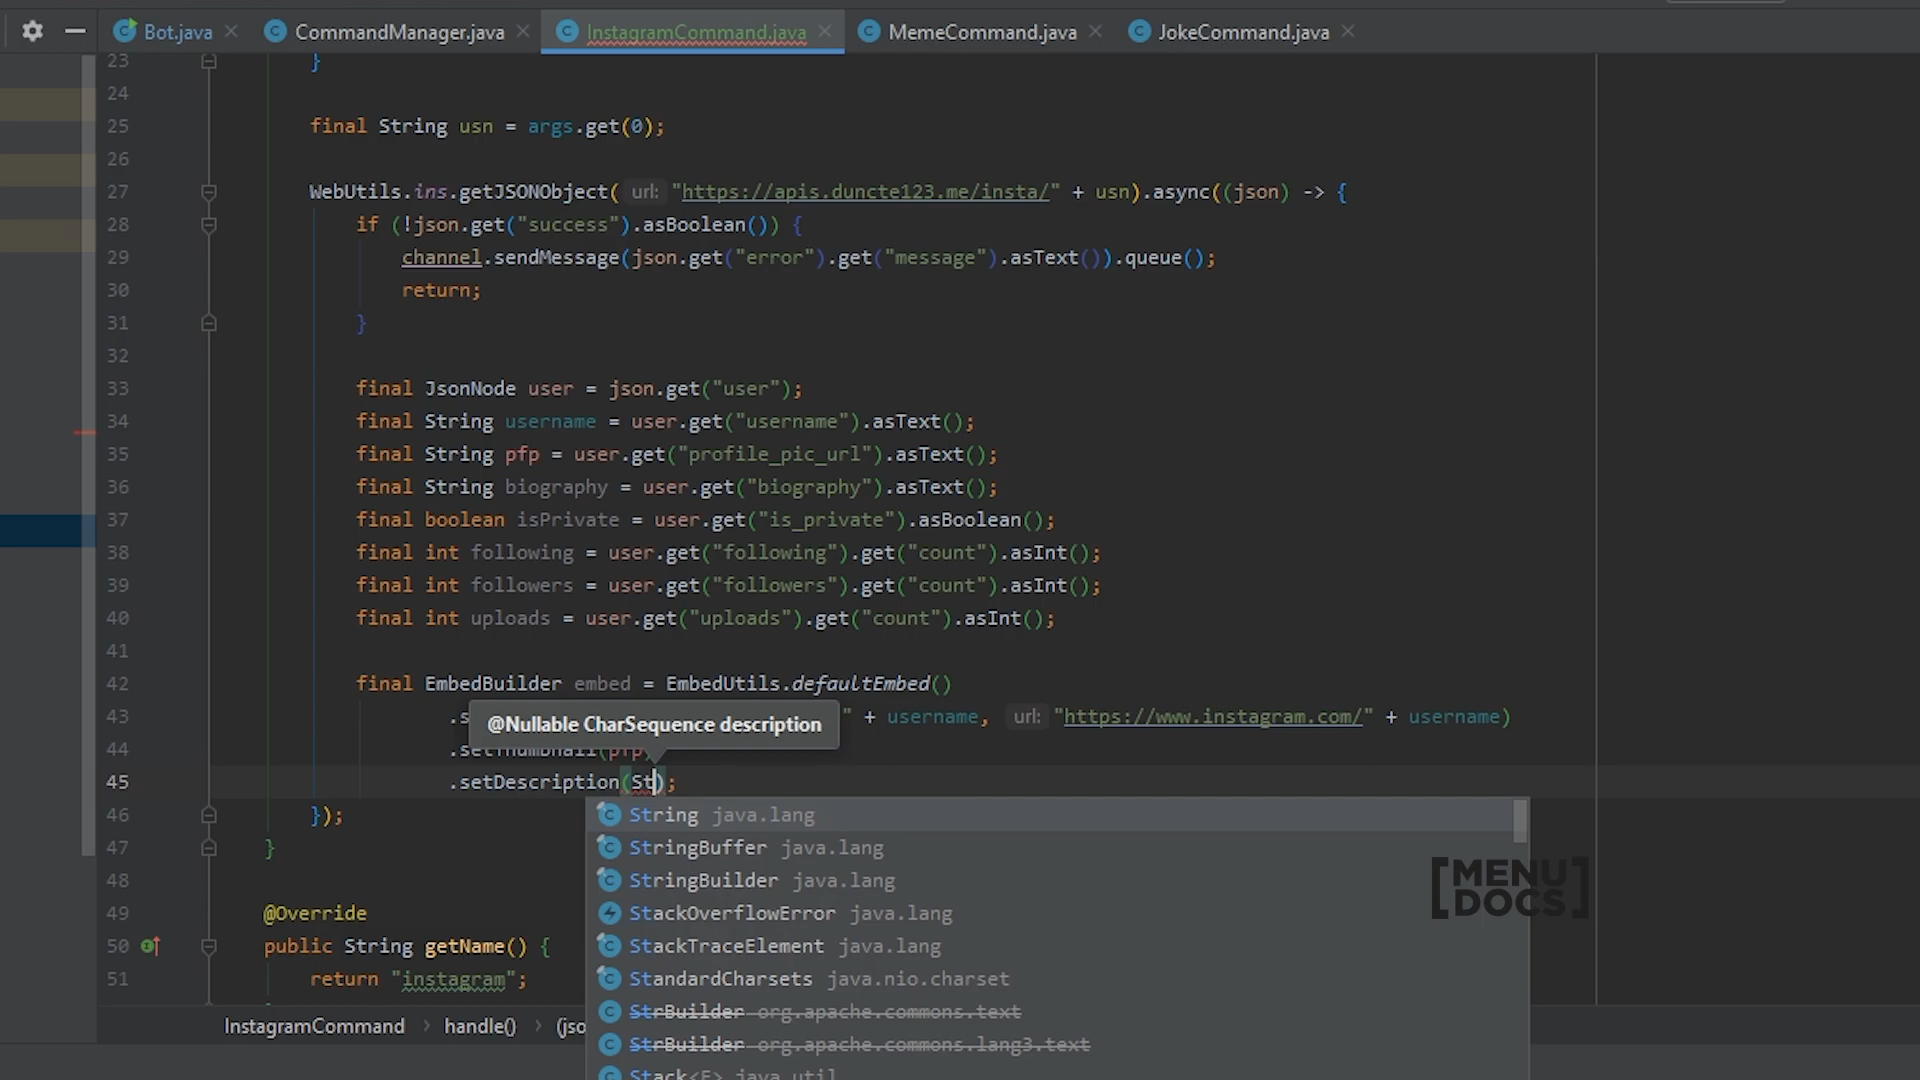 Bot.java CommandManager.java InstagramCommand.java MemeCommand.java JokeCommand.java
23 }
24
25 final String usn = args.get(0);
26
27 WebUtils.ins.getJSONObject( url: "https://apis.duncte123.me/insta/" + usn).async((json) -> {
28 if (!json.get("success").asBoolean()) {
29 channel.sendMessage(json.get("error").get("message").asText()).queue();
30 return;
31 }
32
33 final JsonNode user = json.get("user");
34 final String username = user.get("username").asText();
35 final String pfp = user.get("profile_pic_url").asText();
36 final String biography = user.get("biography").asText();
37 final boolean isPrivate = user.get("is_private").asBoolean();
38 final int following = user.get("following").get("count").asInt();
39 final int followers = user.get("followers").get("count").asInt();
40 final int uploads = user.get("uploads").get("count").asInt();
41
42 final EmbedBuilder embed = EmbedUtils.defaultEmbed()
@Nullable CharSequence description
43 .s " + username, url: "https://www.instagram.com/" + username)
44 .setThumbnail(pfp)
45 .setDescription(St);
46 });
47 }
48
49 @Override
50 public String getName() {
51 return "instagram";
String java.lang
StringBuffer java.lang
StringBuilder java.lang
StackOverflowError java.lang
StackTraceElement java.lang
StandardCharsets java.nio.charset
StrBuilder org.apache.commons.text
StrBuilder org.apache.commons.lang3.text
Stack<E> java.util
[MENU DOCS]
InstagramCommand › handle() › (jso